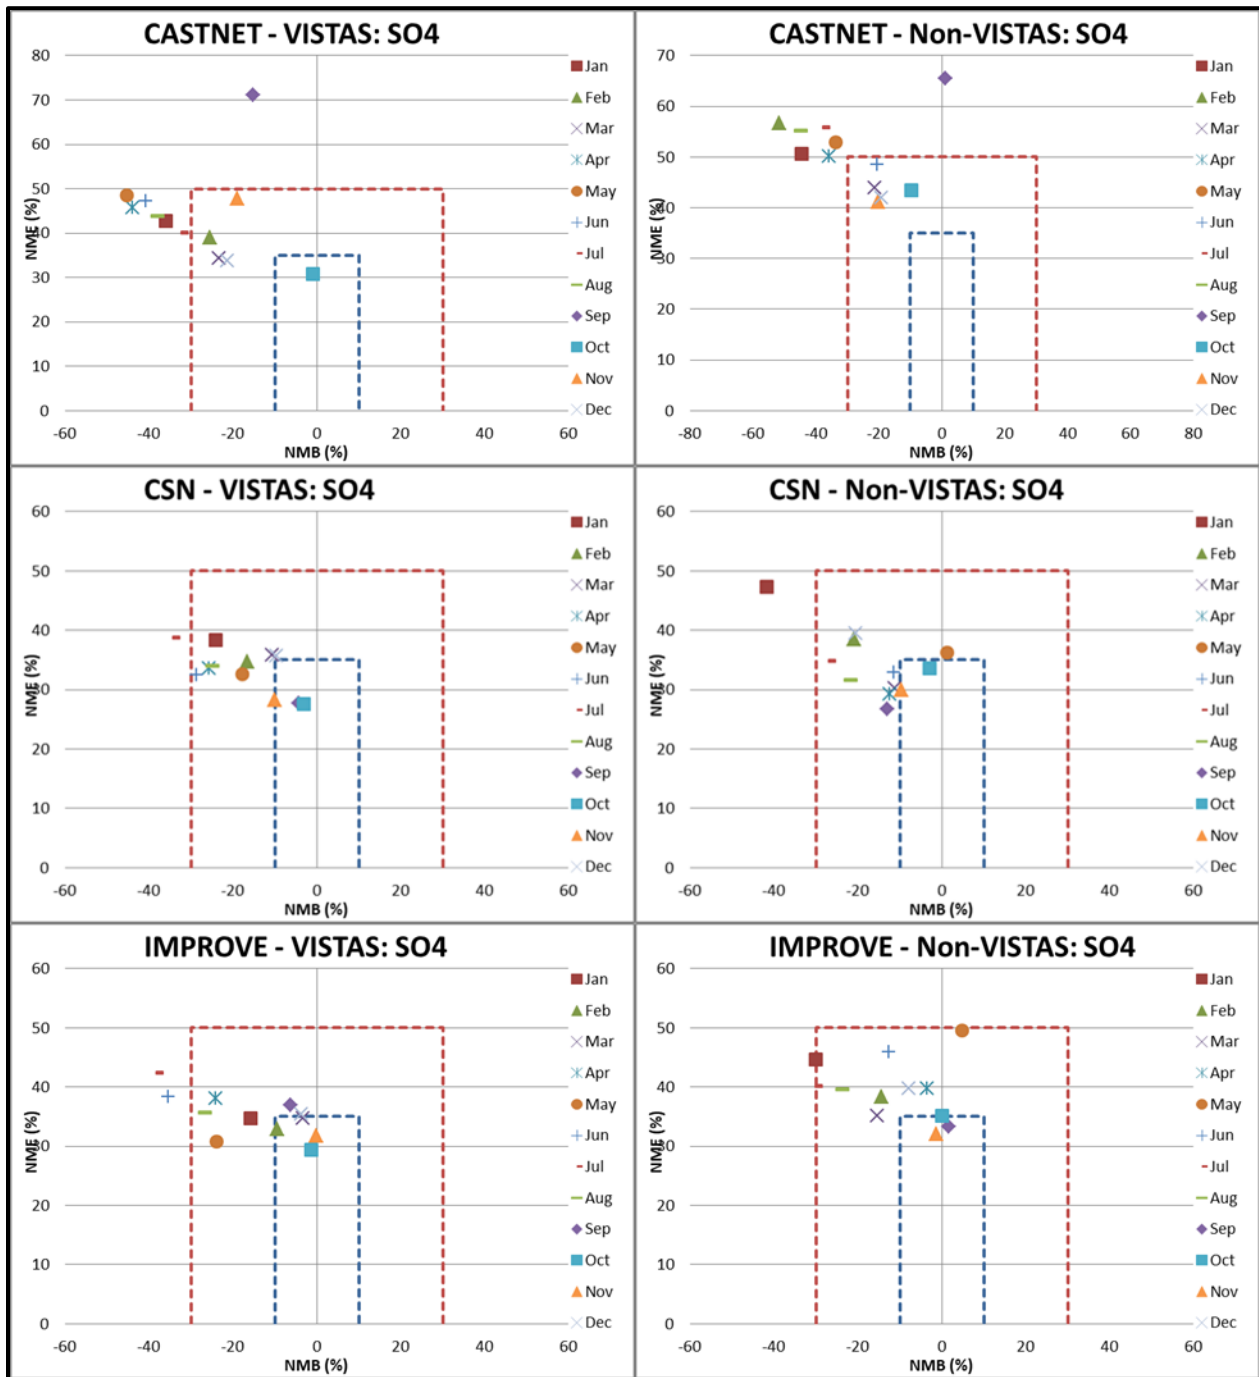 CASTNET - VISTAS: SO4
80
70
60
50
40
30
20
10
0
NME (%)
-60 -40 -20 0 20 40 60
NMB (%)
Jan
Feb
Mar
Apr
May
Jun
Jul
Aug
Sep
Oct
Nov
Dec
CASTNET - Non-VISTAS: SO4
70
60
50
40
30
20
10
0
NME (%)
-80 -60 -40 -20 0 20 40 60 80
NMB (%)
Jan
Feb
Mar
Apr
May
Jun
Jul
Aug
Sep
Oct
Nov
Dec
CSN - VISTAS: SO4
60
50
40
30
20
10
0
NME (%)
-60 -40 -20 0 20 40 60
NMB (%)
Jan
Feb
Mar
Apr
May
Jun
Jul
Aug
Sep
Oct
Nov
Dec
CSN - Non-VISTAS: SO4
60
50
40
30
20
10
0
NME (%)
-60 -40 -20 0 20 40 60
NMB (%)
Jan
Feb
Mar
Apr
May
Jun
Jul
Aug
Sep
Oct
Nov
Dec
IMPROVE - VISTAS: SO4
60
50
40
30
20
10
0
NME (%)
-60 -40 -20 0 20 40 60
NMB (%)
Jan
Feb
Mar
Apr
May
Jun
Jul
Aug
Sep
Oct
Nov
Dec
IMPROVE - Non-VISTAS: SO4
60
50
40
30
20
10
0
NME (%)
-60 -40 -20 0 20 40 60
NMB (%)
Jan
Feb
Mar
Apr
May
Jun
Jul
Aug
Sep
Oct
Nov
Dec